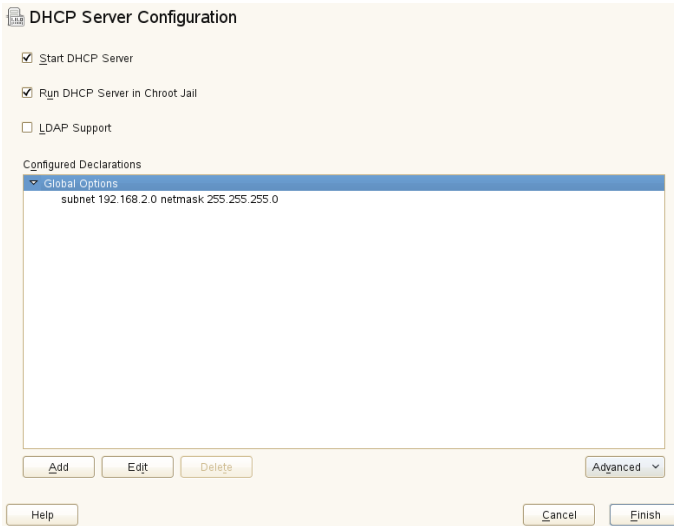 DHCP Server Configuration
Start DHCP Server
Run DHCP Server in Chroot Jail
LDAP Support
Configured Declarations
Global Options
subnet 192.168.2.0 netmask 255.255.255.0
Add Edit Delete Advanced
Help Cancel Finish